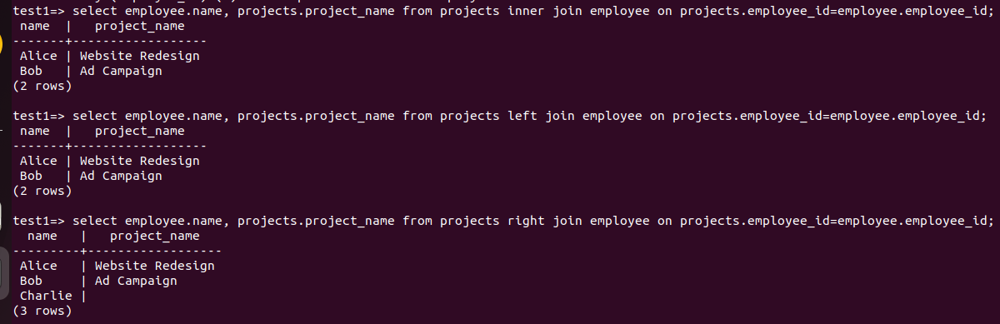 test1=> select employee.name, projects.project_name from projects inner join employee on projects.employee_id=employee.employee_id;
 name  |   project_name
-------+------------------
 Alice | Website Redesign
 Bob   | Ad Campaign
(2 rows)

test1=> select employee.name, projects.project_name from projects left join employee on projects.employee_id=employee.employee_id;
 name  |   project_name
-------+------------------
 Alice | Website Redesign
 Bob   | Ad Campaign
(2 rows)

test1=> select employee.name, projects.project_name from projects right join employee on projects.employee_id=employee.employee_id;
  name   |   project_name
---------+------------------
 Alice   | Website Redesign
 Bob     | Ad Campaign
 Charlie |
(3 rows)